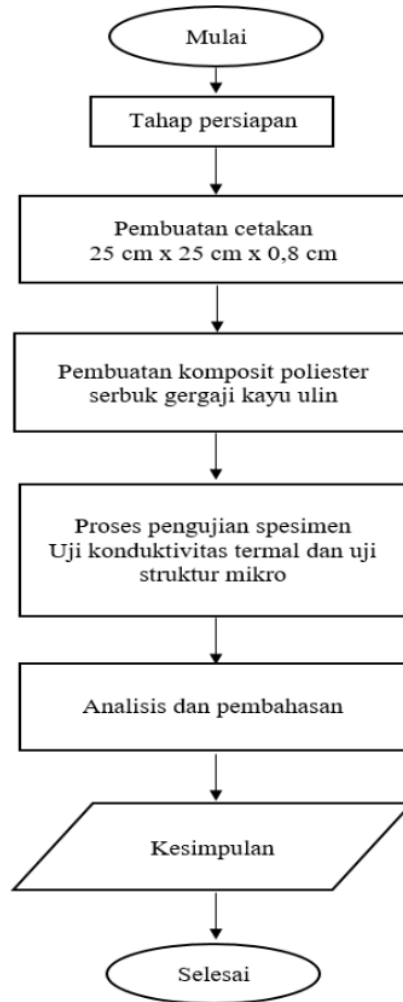 Mulai
Tahap persiapan
Pembuatan cetakan
25 cm x 25 cm x 0,8 cm
Pembuatan komposit poliester
serbuk gergaji kayu ulin
Proses pengujian spesimen
Uji konduktivitas termal dan uji
struktur mikro
Analisis dan pembahasan
Kesimpulan
Selesai